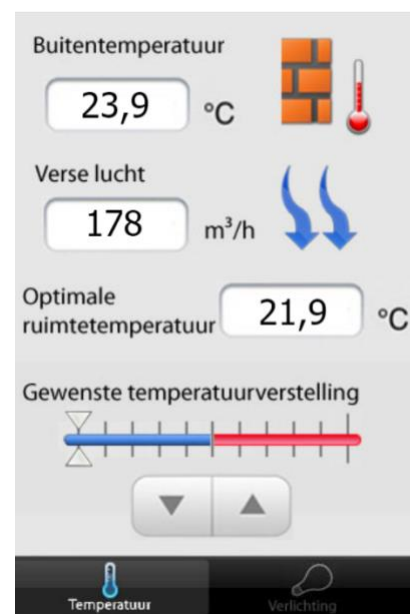 Buitentemperatuur
23,9 °C
Verse lucht
178 m³/h
Optimale
ruimtetemperatuur 21,9 °C
Gewenste temperatuurverstelling
Temperatuur Verlichting